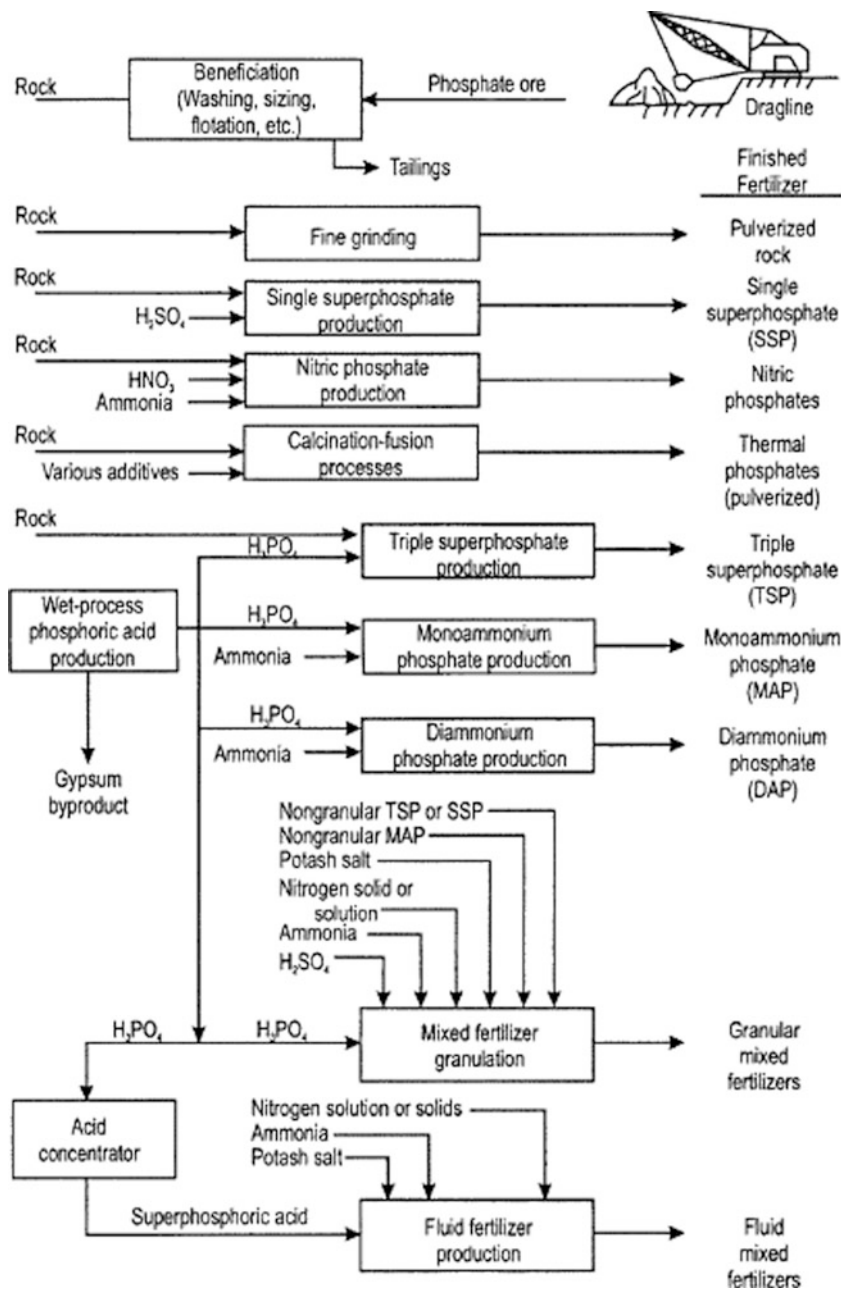 Rock
Beneficiation
(Washing, sizing,
flotation, etc.)
Phosphate ore
Dragline
Tailings
Finished
Fertilizer
Rock
Fine grinding
Pulverized
rock
Rock
H₂SO₄
Single superphosphate
production
Single
superphosphate
(SSP)
Rock
HNO₃
Ammonia
Nitric phosphate
production
Nitric
phosphates
Rock
Various additives
Calcination-fusion
processes
Thermal
phosphates
(pulverized)
Rock
H₃PO₄
Triple superphosphate
production
Triple
superphosphate
(TSP)
Wet-process
phosphoric acid
production
H₃PO₄
Ammonia
Monoammonium
phosphate production
Monoammonium
phosphate
(MAP)
H₃PO₄
Ammonia
Diammonium
phosphate production
Diammonium
phosphate
(DAP)
Gypsum
byproduct
Nongranular TSP or SSP
Nongranular MAP
Potash salt
Nitrogen solid or
solution
Ammonia
H₂SO₄
H₃PO₄
H₃PO₄
Mixed fertilizer
granulation
Granular
mixed
fertilizers
Acid
concentrator
Nitrogen solution or solids
Ammonia
Potash salt
Superphosphoric acid
Fluid fertilizer
production
Fluid
mixed
fertilizers